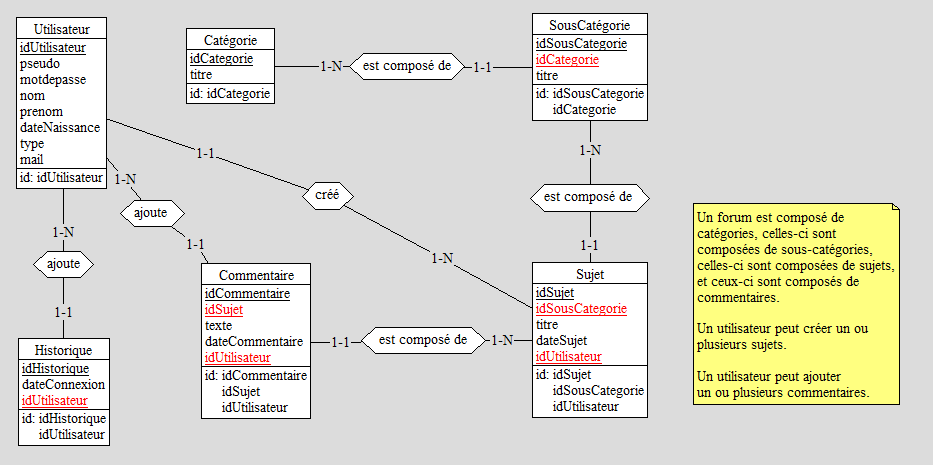 Utilisateur
idUtilisateur
pseudo
motdepasse
nom
prenom
dateNaissance
type
mail
id: idUtilisateur
Catégorie
idCategorie
titre
id: idCategorie
1-N
est composé de
1-1
SousCatégorie
idSousCategorie
idCategorie
titre
id: idSousCategorie
idCategorie
1-N
est composé de
1-1
1-1
créé
1-N
1-N
ajoute
1-1
1-N
ajoute
1-1
Historique
idHistorique
dateConnexion
idUtilisateur
id: idHistorique
idUtilisateur
Commentaire
idCommentaire
idSujet
texte
dateCommentaire
idUtilisateur
id: idCommentaire
idSujet
idUtilisateur
1-1
est composé de
1-N
Sujet
idSujet
idSousCategorie
titre
dateSujet
idUtilisateur
id: idSujet
idSousCategorie
idUtilisateur
Un forum est composé de
catégories, celles-ci sont
composées de sous-catégories,
celles-ci sont composées de sujets,
et ceux-ci sont composés de
commentaires.
Un utilisateur peut créer un ou
plusieurs sujets.
Un utilisateur peut ajouter
un ou plusieurs commentaires.